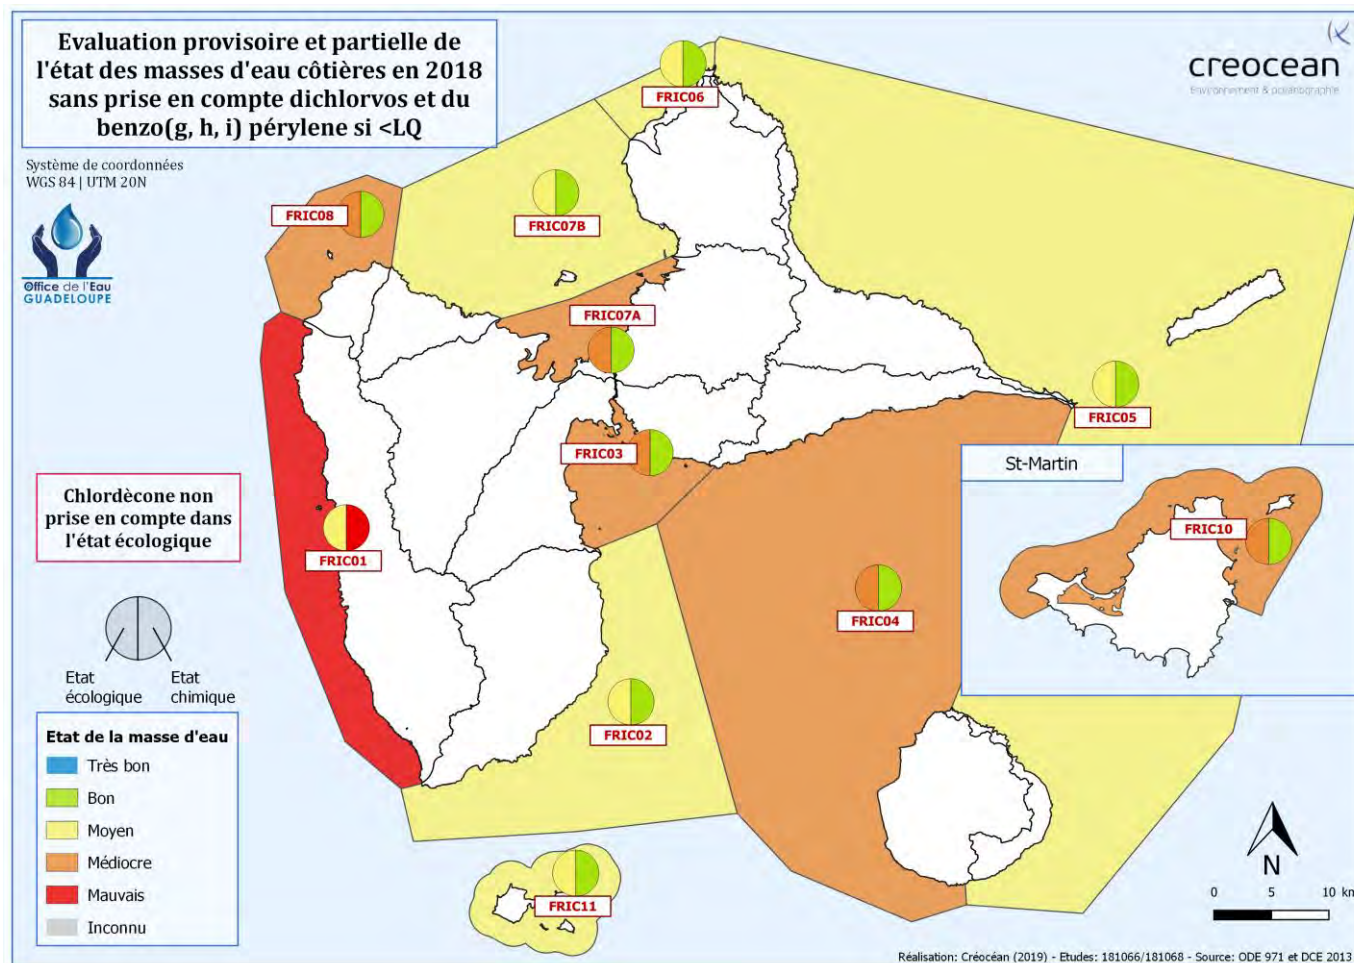 Evaluation provisoire et partielle de
l'état des masses d'eau côtières en 2018
sans prise en compte dichlorvos et du
benzo(g, h, i) pérylene si <LQ
Système de coordonnées
WGS 84 | UTM 20N
Office de l'Eau
GUADELOUPE
creocean
Environnement & océanographie
FRIC06
FRIC08
FRIC07B
FRIC07A
FRIC05
FRIC03
St-Martin
FRIC10
Chlordècone non
prise en compte dans
l'état écologique
FRIC01
FRIC04
Etat
écologique
Etat
chimique
FRIC02
Etat de la masse d'eau
Très bon
Bon
Moyen
Médiocre
Mauvais
Inconnu
FRIC11
N
0 5 10 km
Réalisation: Créocéan (2019) - Etudes: 181066/181068 - Source: ODE 971 et DCE 2013